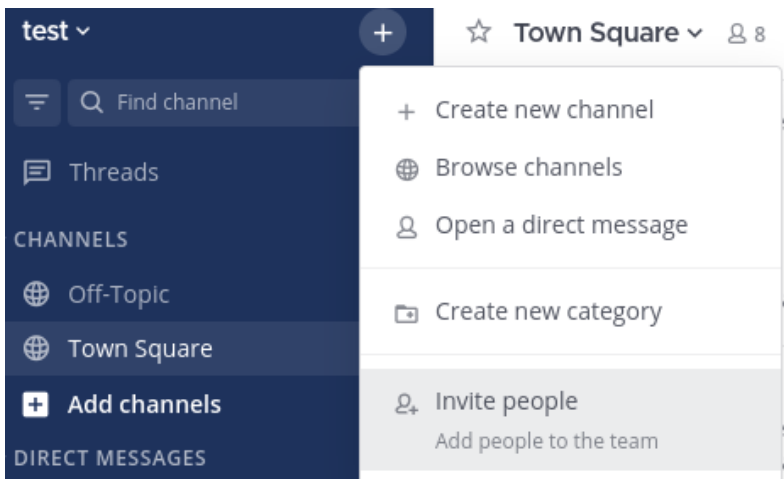 test
Town Square
8
Find channel
Threads
CHANNELS
Off-Topic
Town Square
Add channels
DIRECT MESSAGES
Create new channel
Browse channels
Open a direct message
Create new category
Invite people
Add people to the team